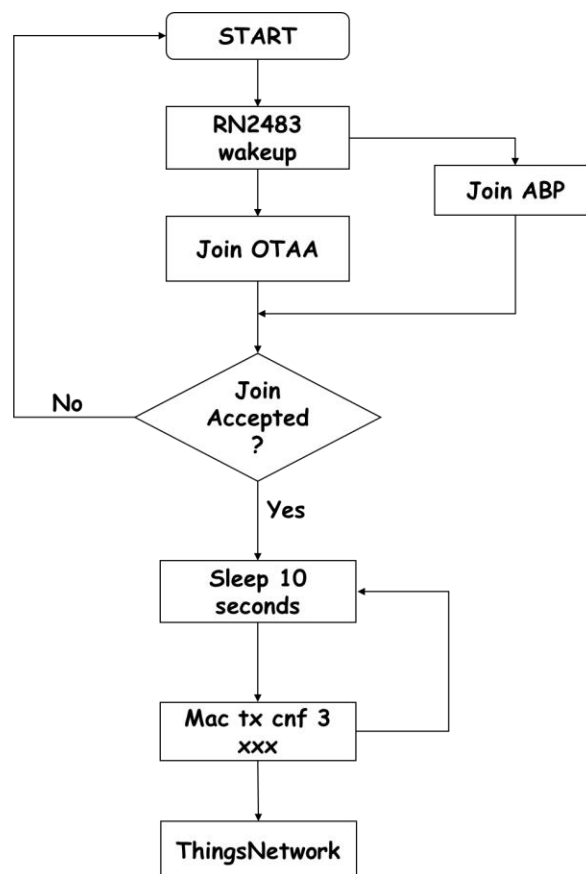 START
RN2483
wakeup
Join ABP
Join OTAA
Join
Accepted
?
No
Yes
Sleep 10
seconds
Mac tx cnf 3
xxx
ThingsNetwork